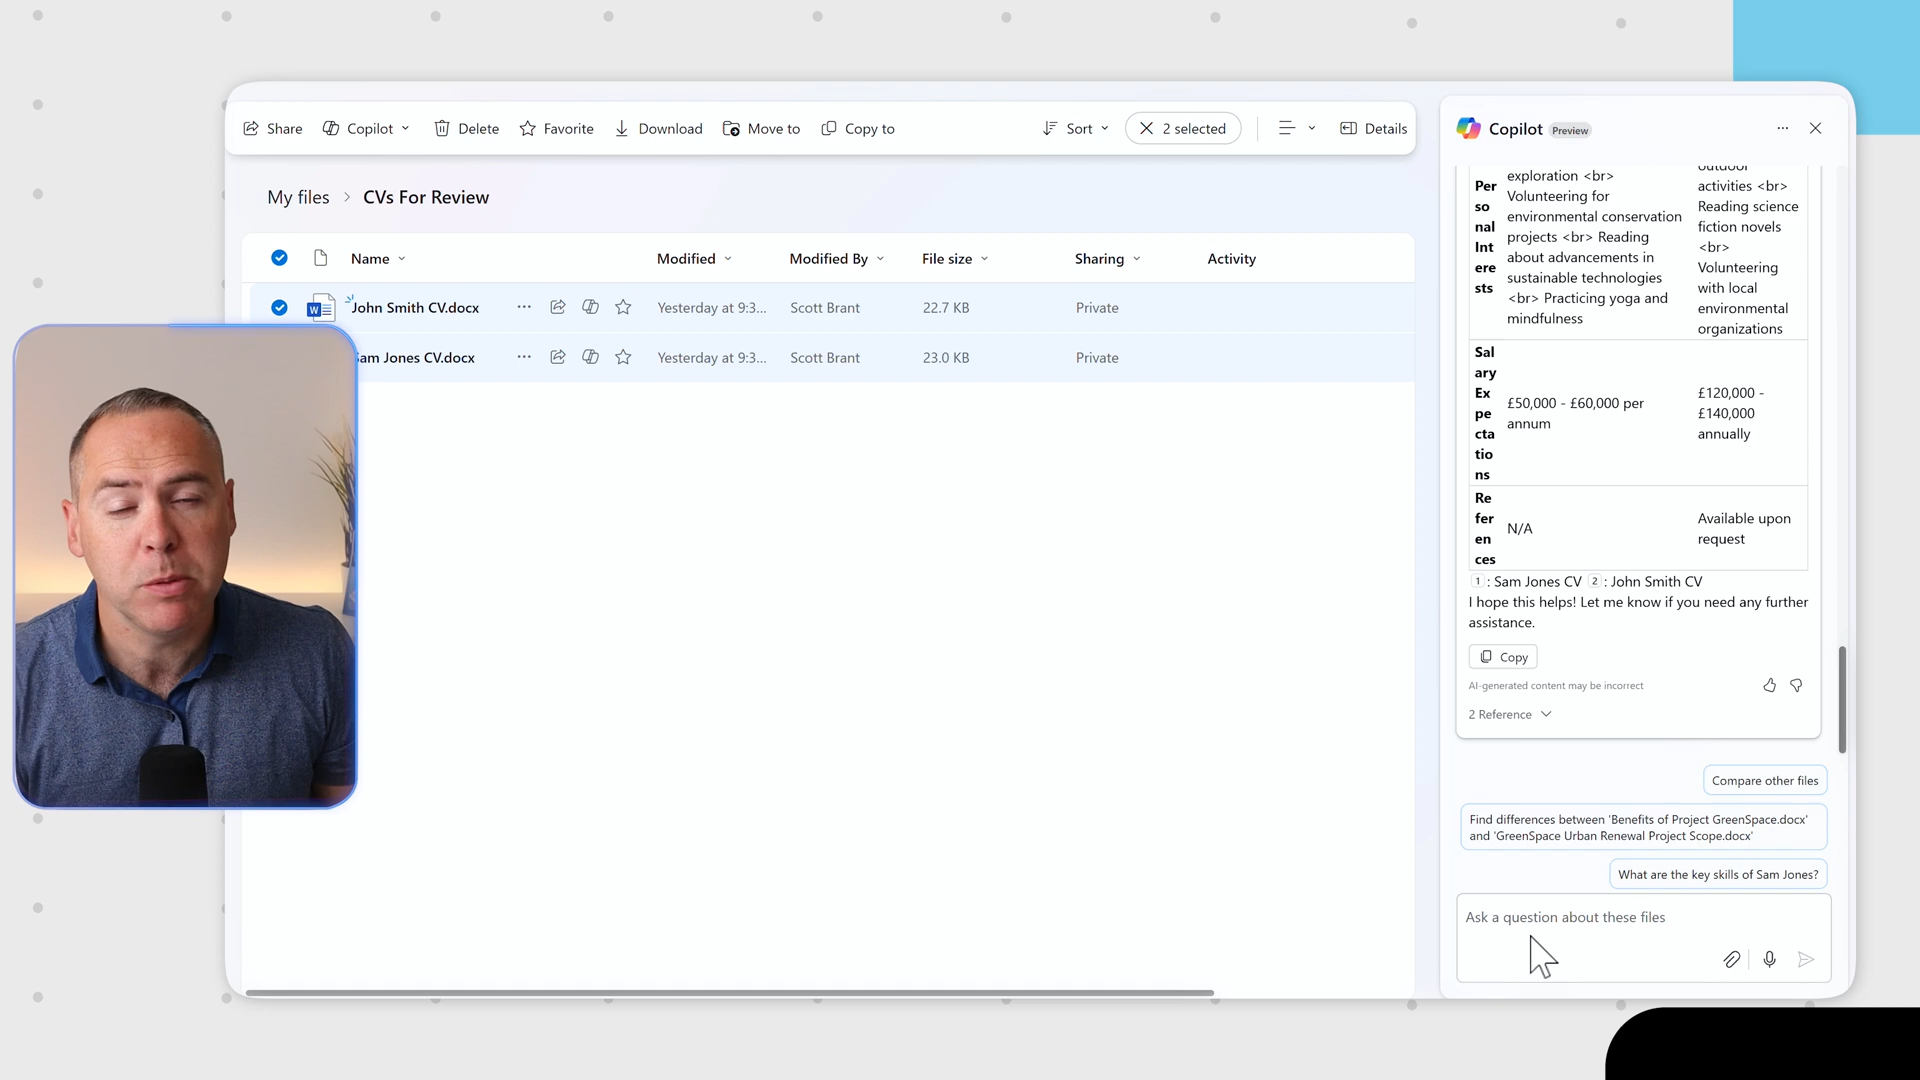 Share
Copilot
Delete
Favorite
Download
Move to
Copy to
Sort
2 selected
Details
My files > CVs For Review
Name
Modified
Modified By
File size
Sharing
Activity
John Smith CV.docx
Yesterday at 9:3...
Scott Brant
22.7 KB
Private
Sam Jones CV.docx
Yesterday at 9:3...
Scott Brant
23.0 KB
Private
Copilot Preview
Per
so
nal
Int
ere
sts
exploration <br>
Volunteering for
environmental conservation
projects <br> Reading
about advancements in
sustainable technologies
<br> Practicing yoga and
mindfulness
outdoor
activities <br>
Reading science
fiction novels
<br>
Volunteering
with local
environmental
organizations
Sal
ary
Ex
pe
cta
tio
ns
£50,000 - £60,000 per
annum
£120,000 -
£140,000
annually
Re
fer
en
ces
N/A
Available upon
request
1 : Sam Jones CV 2 : John Smith CV
I hope this helps! Let me know if you need any further
assistance.
Copy
AI-generated content may be incorrect
2 Reference
Compare other files
Find differences between 'Benefits of Project GreenSpace.docx'
and 'GreenSpace Urban Renewal Project Scope.docx'
What are the key skills of Sam Jones?
Ask a question about these files